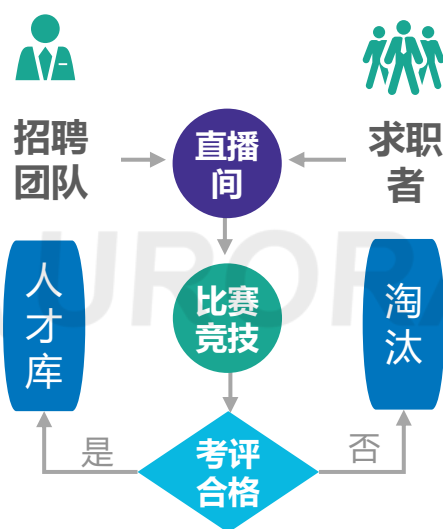 招聘
团队
直播
间
求职
者
人
才
库
比赛
竞技
淘
汰
是
考评
合格
否